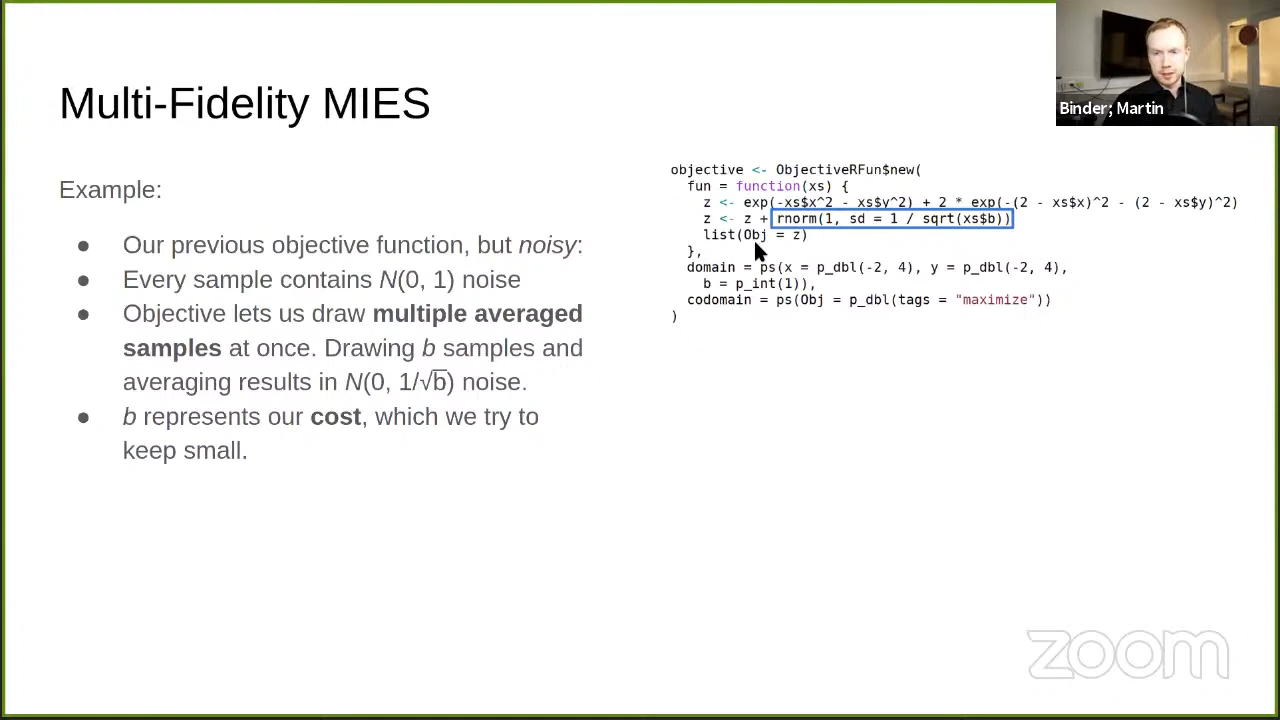 Binder; Martin
Multi-Fidelity MIES
Example:
● Our previous objective function, but noisy:
● Every sample contains N(0, 1) noise
● Objective lets us draw multiple averaged
samples at once. Drawing b samples and
averaging results in N(0, 1/√b) noise.
● b represents our cost, which we try to
keep small.
objective <- ObjectiveRFun$new(
  fun = function(xs) {
    z <- exp(-xs$x^2 - xs$y^2) + 2 * exp(-(2 - xs$x)^2 - (2 - xs$y)^2)
    z <- z + rnorm(1, sd = 1 / sqrt(xs$b))
    list(Obj = z)
  },
  domain = ps(x = p_dbl(-2, 4), y = p_dbl(-2, 4),
    b = p_int(1)),
  codomain = ps(Obj = p_dbl(tags = "maximize"))
)
zoom